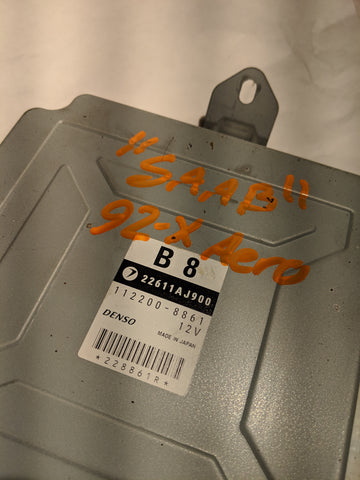 "SAAB"
92-X Aero
B 8
22611AJ900
112200-8861
12V
DENSO
MADE IN JAPAN
*228861R*